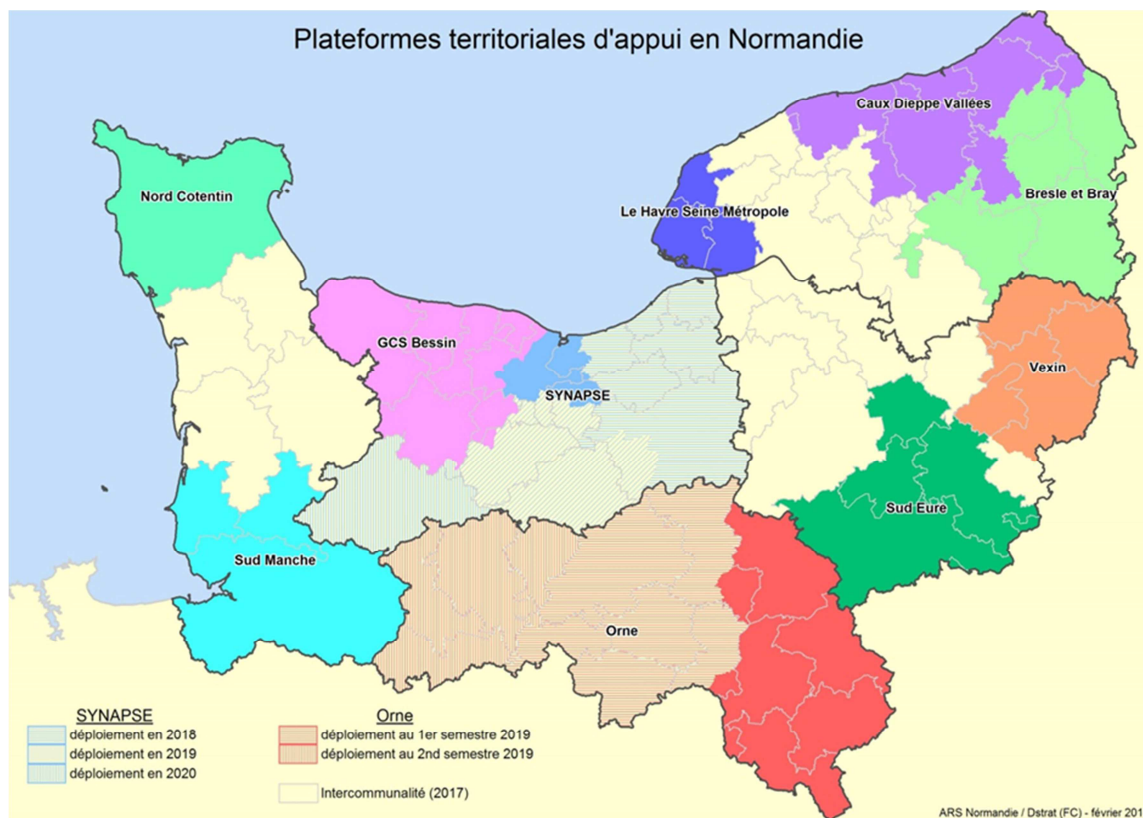 Plateformes territoriales d'appui en Normandie
Caux Dieppe Vallées
Nord Cotentin
Bresle et Bray
Le Havre Seine Métropole
GCS Bessin
Vexin
SYNAPSE
Sud Eure
Sud Manche
Orne
SYNAPSE
déploiement en 2018
déploiement en 2019
déploiement en 2020
Orne
déploiement au 1er semestre 2019
déploiement au 2nd semestre 2019
Intercommunalité (2017)
ARS Normandie / Dstrat (FC) - février 201